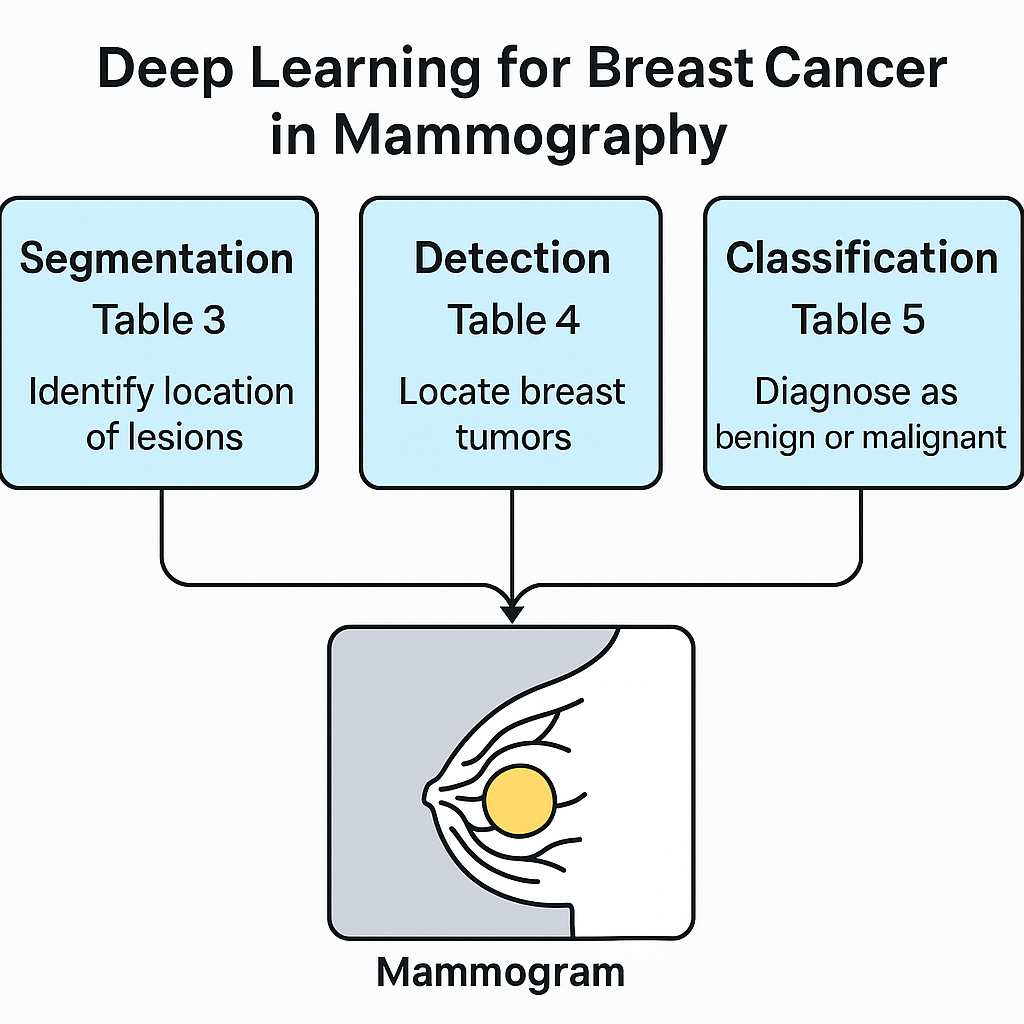 Deep Learning for Breast Cancer
in Mammography
Segmentation
Table 3
Identify location
of lesions
Detection
Table 4
Locate breast
tumors
Classification
Table 5
Diagnose as
benign or malignant
Mammogram